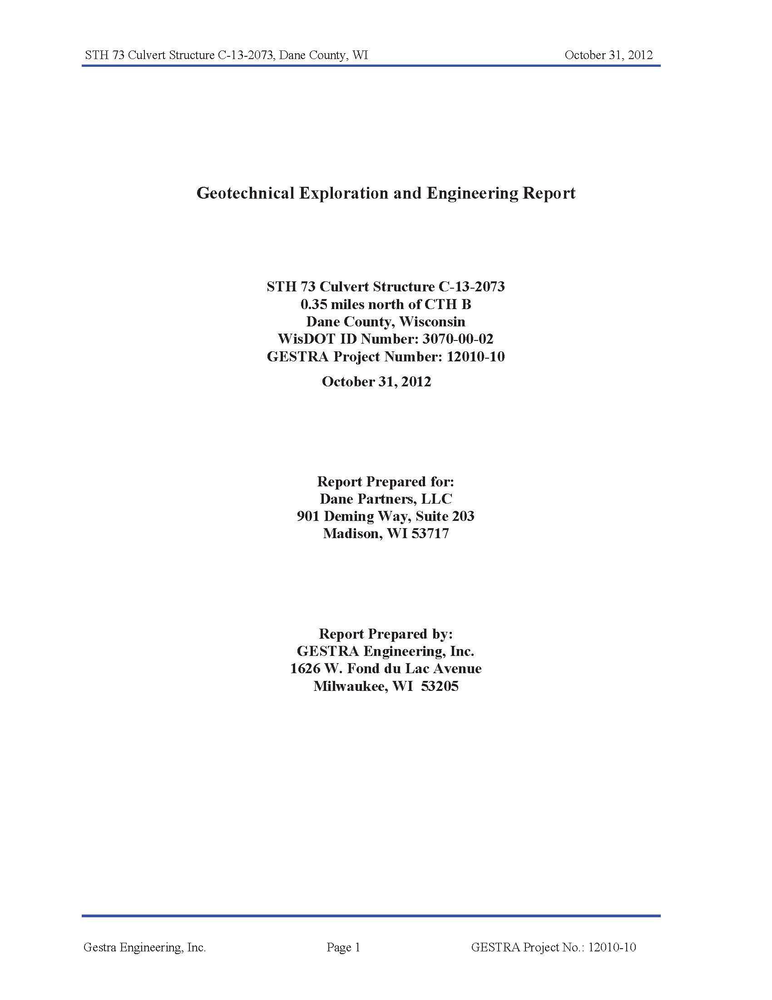 STH 73 Culvert Structure C-13-2073, Dane County, WI October 31, 2012
Geotechnical Exploration and Engineering Report
STH 73 Culvert Structure C-13-2073
0.35 miles north of CTH B
Dane County, Wisconsin
WisDOT ID Number: 3070-00-02
GESTRA Project Number: 12010-10
October 31, 2012
Report Prepared for:
Dane Partners, LLC
901 Deming Way, Suite 203
Madison, WI 53717
Report Prepared by:
GESTRA Engineering, Inc.
1626 W. Fond du Lac Avenue
Milwaukee, WI  53205
Gestra Engineering, Inc. Page 1 GESTRA Project No.: 12010-10